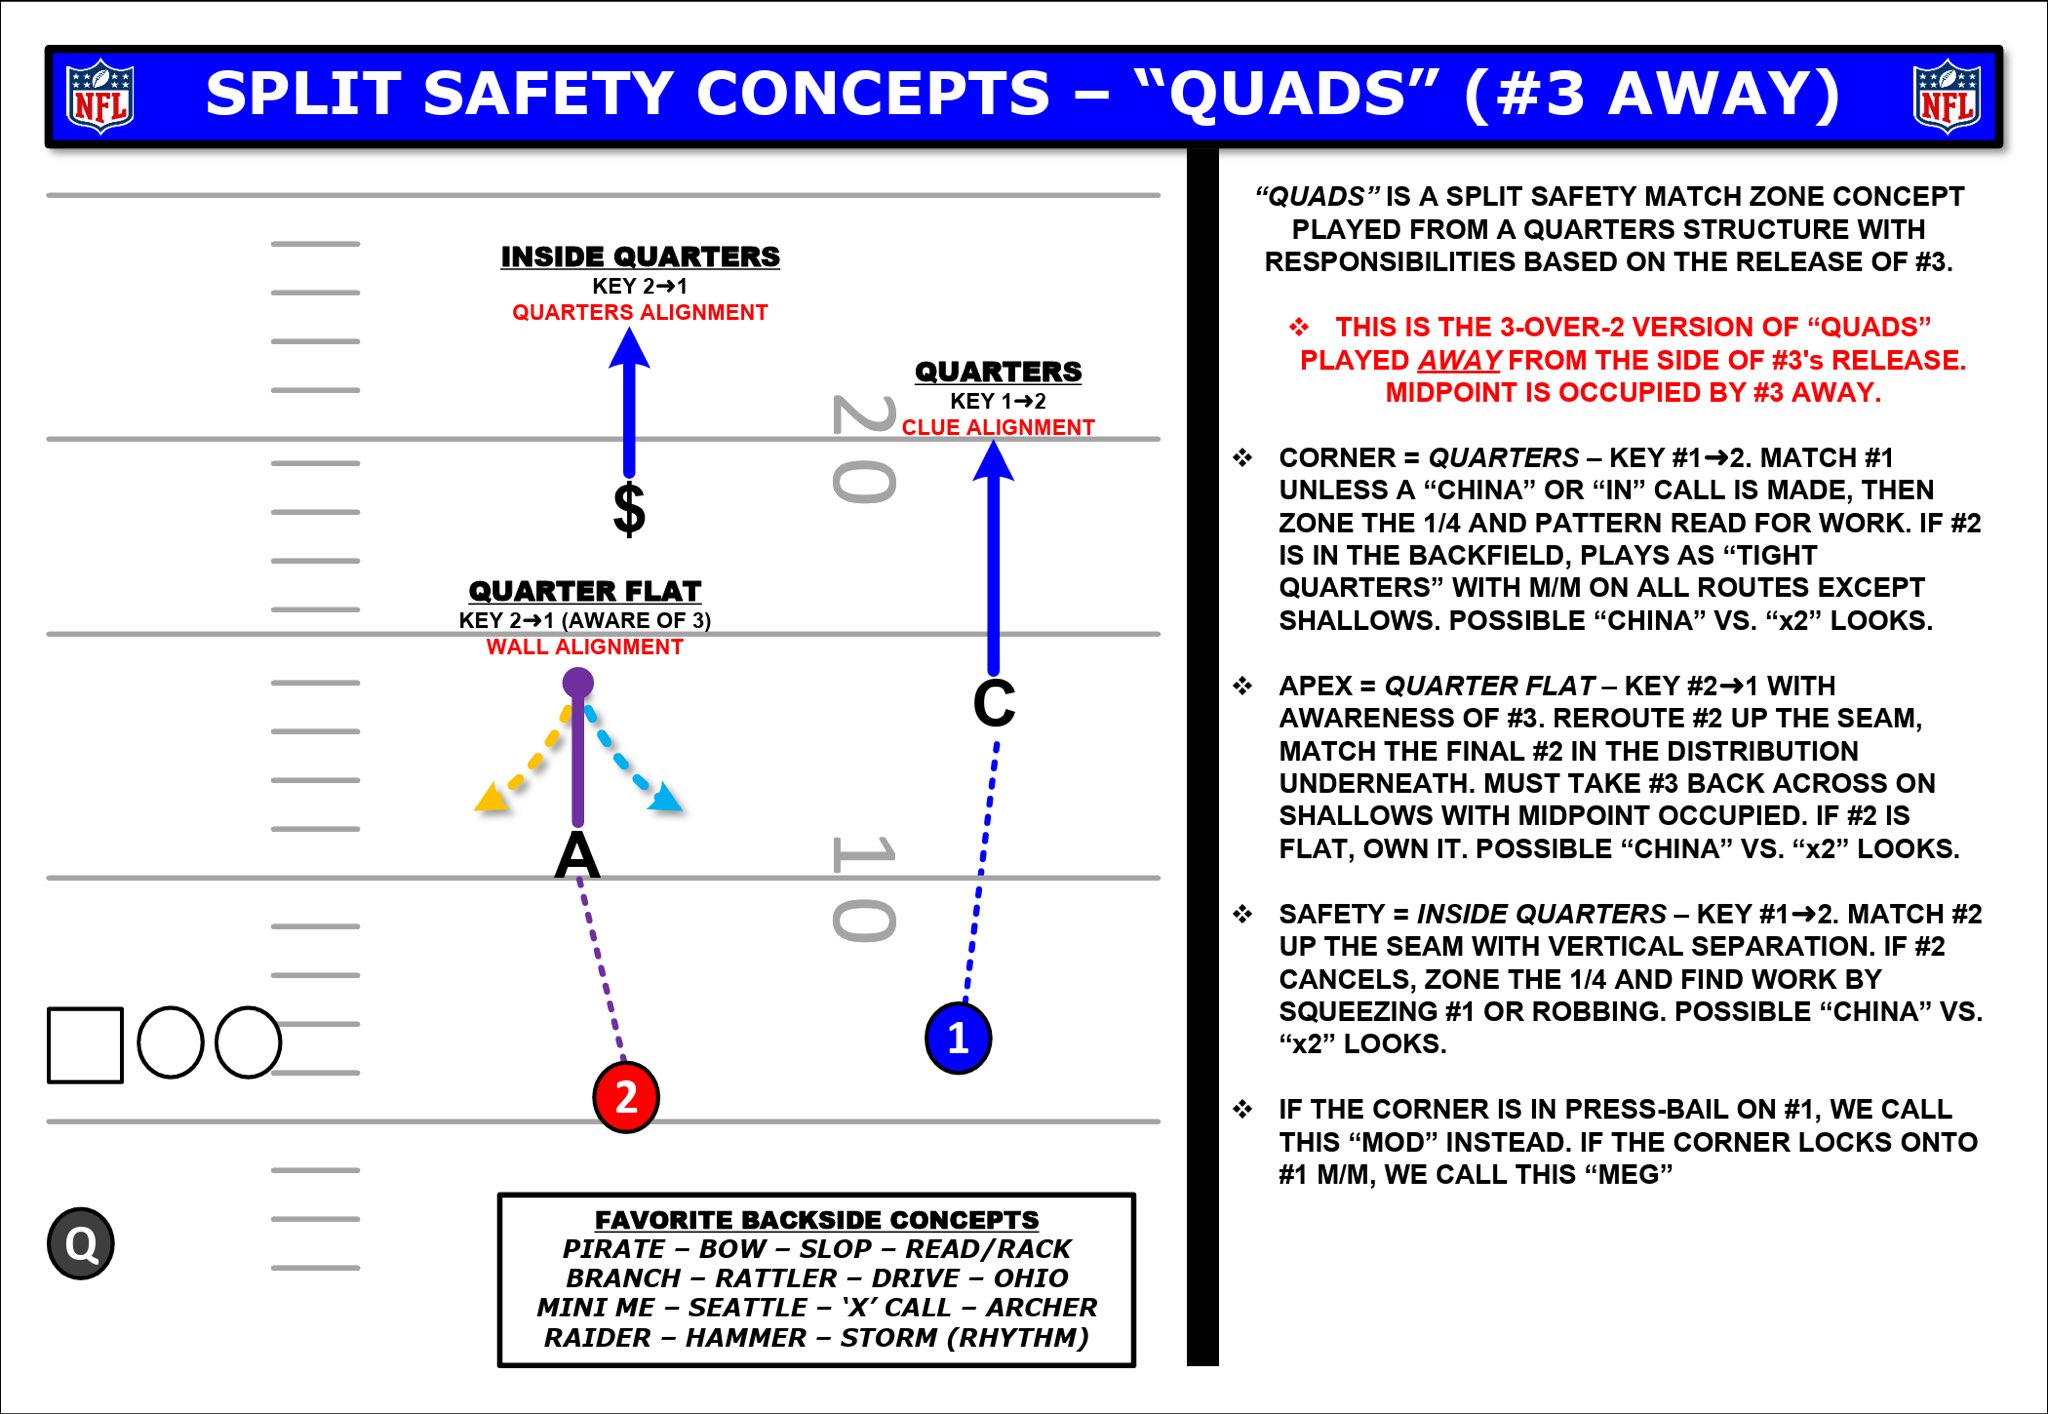 NFL
SPLIT SAFETY CONCEPTS – “QUADS” (#3 AWAY)
NFL
INSIDE QUARTERS
KEY 2➜1
QUARTERS ALIGNMENT
$
QUARTERS
KEY 1➜2
CLUE ALIGNMENT
C
20
QUARTER FLAT
KEY 2➜1 (AWARE OF 3)
WALL ALIGNMENT
A
10
1
2
Q
FAVORITE BACKSIDE CONCEPTS
PIRATE – BOW – SLOP – READ/RACK
BRANCH – RATTLER – DRIVE – OHIO
MINI ME – SEATTLE – ‘X’ CALL – ARCHER
RAIDER – HAMMER – STORM (RHYTHM)
“QUADS” IS A SPLIT SAFETY MATCH ZONE CONCEPT
PLAYED FROM A QUARTERS STRUCTURE WITH
RESPONSIBILITIES BASED ON THE RELEASE OF #3.
❖ THIS IS THE 3-OVER-2 VERSION OF “QUADS”
PLAYED AWAY FROM THE SIDE OF #3's RELEASE.
MIDPOINT IS OCCUPIED BY #3 AWAY.
❖ CORNER = QUARTERS – KEY #1➜2. MATCH #1
UNLESS A “CHINA” OR “IN” CALL IS MADE, THEN
ZONE THE 1/4 AND PATTERN READ FOR WORK. IF #2
IS IN THE BACKFIELD, PLAYS AS “TIGHT
QUARTERS” WITH M/M ON ALL ROUTES EXCEPT
SHALLOWS. POSSIBLE “CHINA” VS. “x2” LOOKS.
❖ APEX = QUARTER FLAT – KEY #2➜1 WITH
AWARENESS OF #3. REROUTE #2 UP THE SEAM,
MATCH THE FINAL #2 IN THE DISTRIBUTION
UNDERNEATH. MUST TAKE #3 BACK ACROSS ON
SHALLOWS WITH MIDPOINT OCCUPIED. IF #2 IS
FLAT, OWN IT. POSSIBLE “CHINA” VS. “x2” LOOKS.
❖ SAFETY = INSIDE QUARTERS – KEY #1➜2. MATCH #2
UP THE SEAM WITH VERTICAL SEPARATION. IF #2
CANCELS, ZONE THE 1/4 AND FIND WORK BY
SQUEEZING #1 OR ROBBING. POSSIBLE “CHINA” VS.
“x2” LOOKS.
❖ IF THE CORNER IS IN PRESS-BAIL ON #1, WE CALL
THIS “MOD” INSTEAD. IF THE CORNER LOCKS ONTO
#1 M/M, WE CALL THIS “MEG”